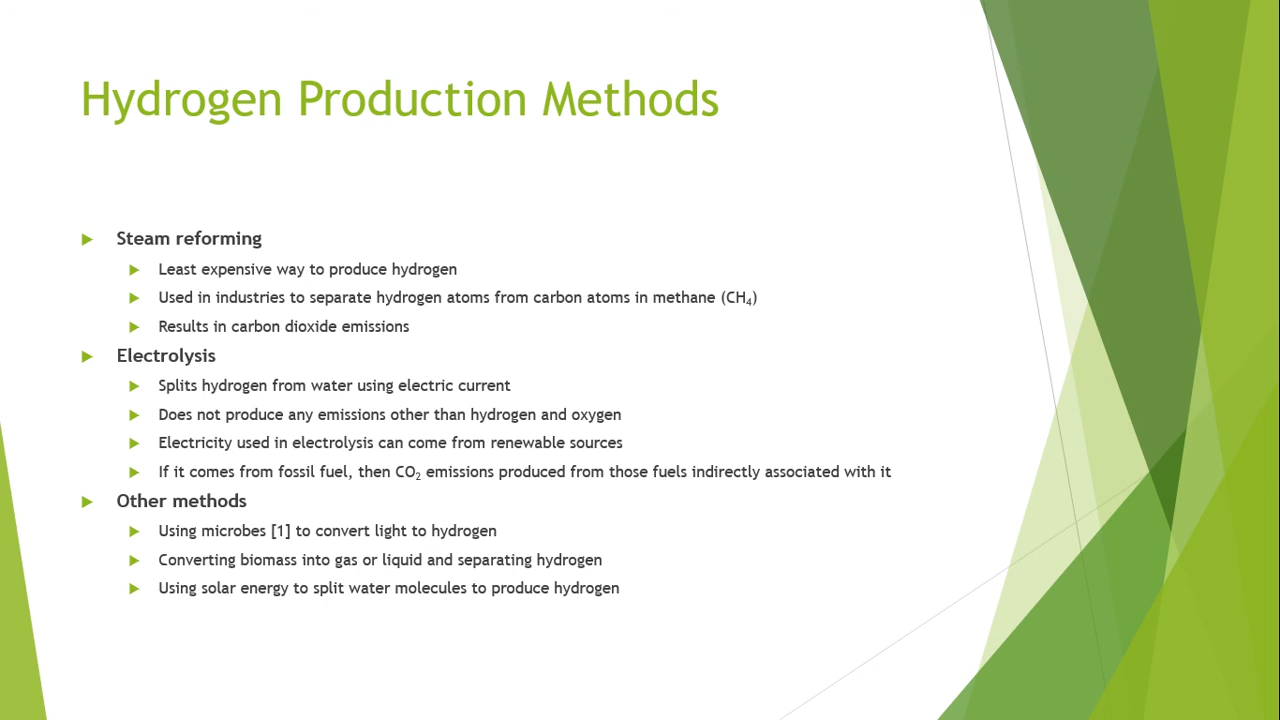 Hydrogen Production Methods
Steam reforming
Least expensive way to produce hydrogen
Used in industries to separate hydrogen atoms from carbon atoms in methane (CH₄)
Results in carbon dioxide emissions
Electrolysis
Splits hydrogen from water using electric current
Does not produce any emissions other than hydrogen and oxygen
Electricity used in electrolysis can come from renewable sources
If it comes from fossil fuel, then CO₂ emissions produced from those fuels indirectly associated with it
Other methods
Using microbes [1] to convert light to hydrogen
Converting biomass into gas or liquid and separating hydrogen
Using solar energy to split water molecules to produce hydrogen